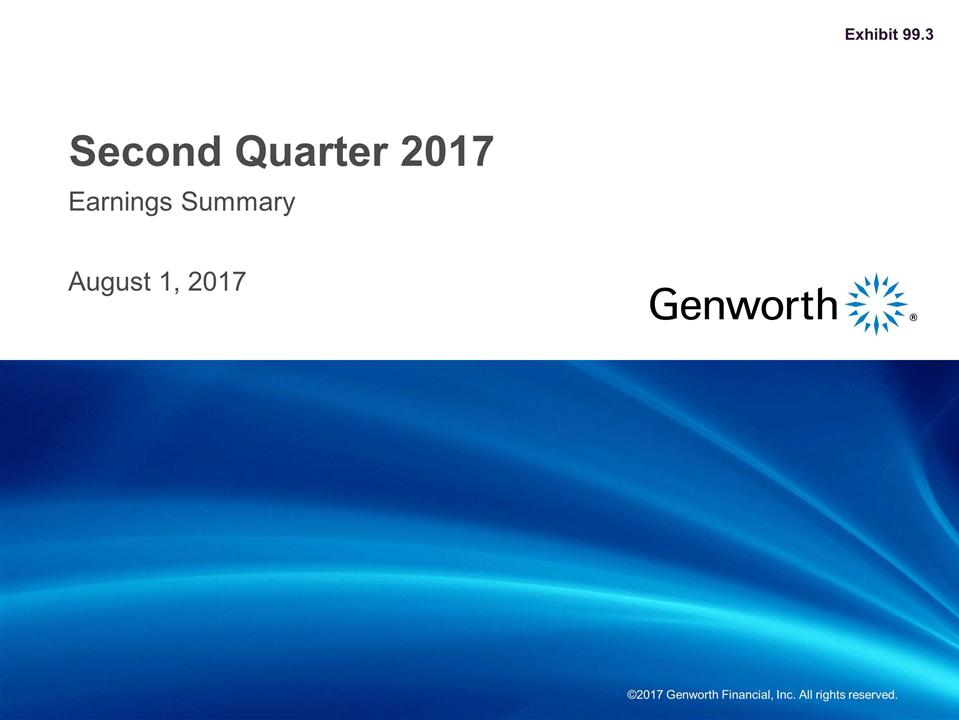 Exhibit 99.3
Second Quarter 2017
Earnings Summary
August 1, 2017
Genworth ®
©2017 Genworth Financial, Inc. All rights reserved.